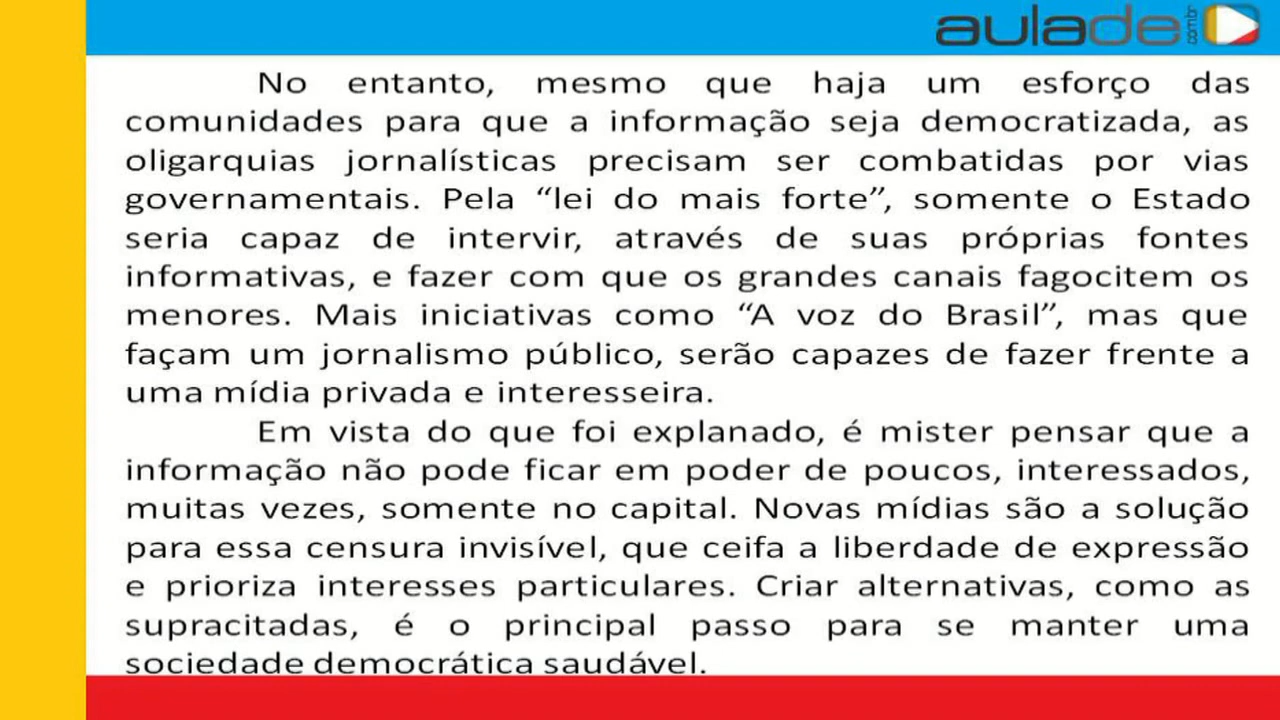 aulade
.com.br
No entanto, mesmo que haja um esforço das
comunidades para que a informação seja democratizada, as
oligarquias jornalísticas precisam ser combatidas por vias
governamentais. Pela “lei do mais forte”, somente o Estado
seria capaz de intervir, através de suas próprias fontes
informativas, e fazer com que os grandes canais fagocitem os
menores. Mais iniciativas como “A voz do Brasil”, mas que
façam um jornalismo público, serão capazes de fazer frente a
uma mídia privada e interesseira.
Em vista do que foi explanado, é mister pensar que a
informação não pode ficar em poder de poucos, interessados,
muitas vezes, somente no capital. Novas mídias são a solução
para essa censura invisível, que ceifa a liberdade de expressão
e prioriza interesses particulares. Criar alternativas, como as
supracitadas, é o principal passo para se manter uma
sociedade democrática saudável.